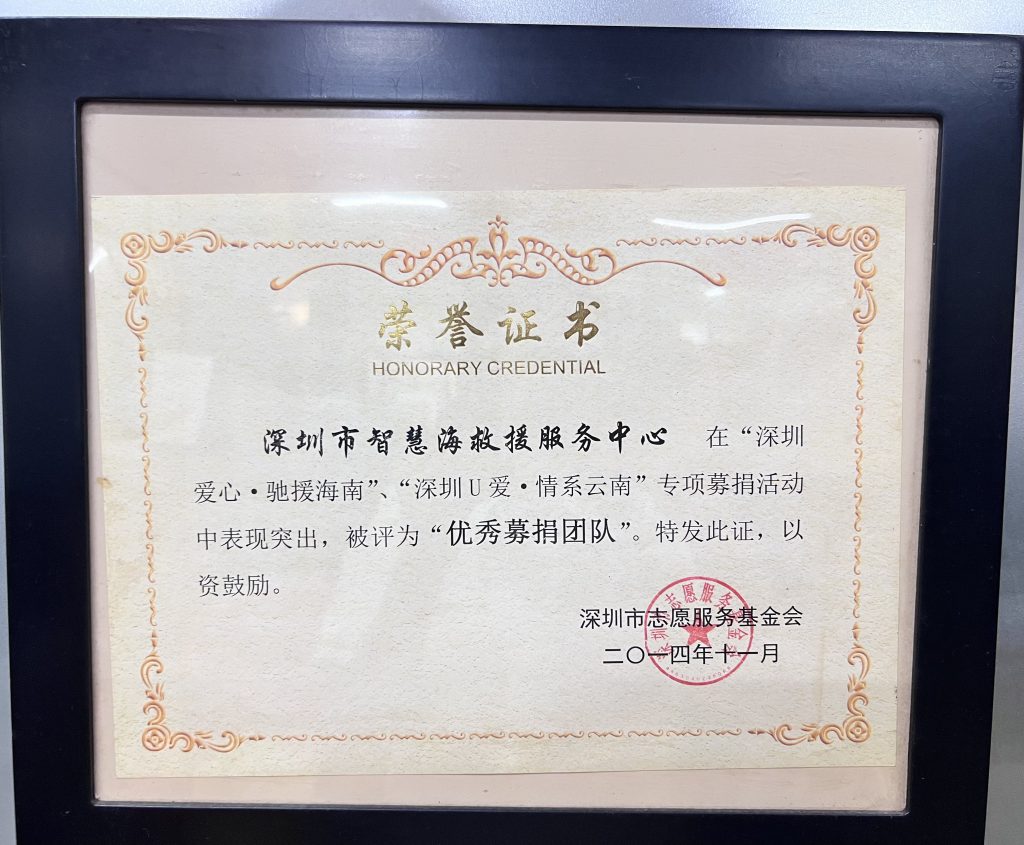 荣誉证书
HONORARY CREDENTIAL
深圳市智慧海救援服务中心 在“深圳
爱心·驰援海南”、“深圳U爱·情系云南”专项募捐活动
中表现突出，被评为“优秀募捐团队”。特发此证，以
资鼓励。
深圳市志愿服务基金会
二〇一四年十一月